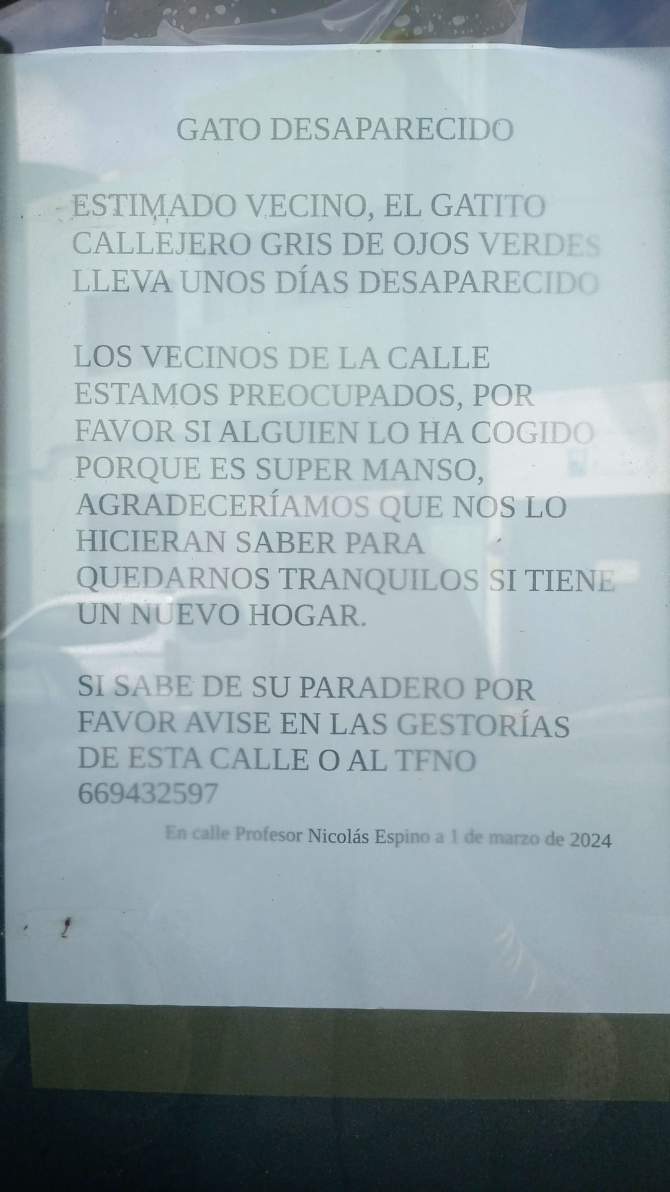 GATO DESAPARECIDO
ESTIMADO VECINO, EL GATITO
CALLEJERO GRIS DE OJOS VERDES
LLEVA UNOS DÍAS DESAPARECIDO
LOS VECINOS DE LA CALLE
ESTAMOS PREOCUPADOS, POR
FAVOR SI ALGUIEN LO HA COGIDO
PORQUE ES SUPER MANSO,
AGRADECERÍAMOS QUE NOS LO
HICIERAN SABER PARA
QUEDARNOS TRANQUILOS SI TIENE
UN NUEVO HOGAR.
SI SABE DE SU PARADERO POR
FAVOR AVISE EN LAS GESTORÍAS
DE ESTA CALLE O AL TFNO
669432597
En calle Profesor Nicolás Espino a 1 de marzo de 2024